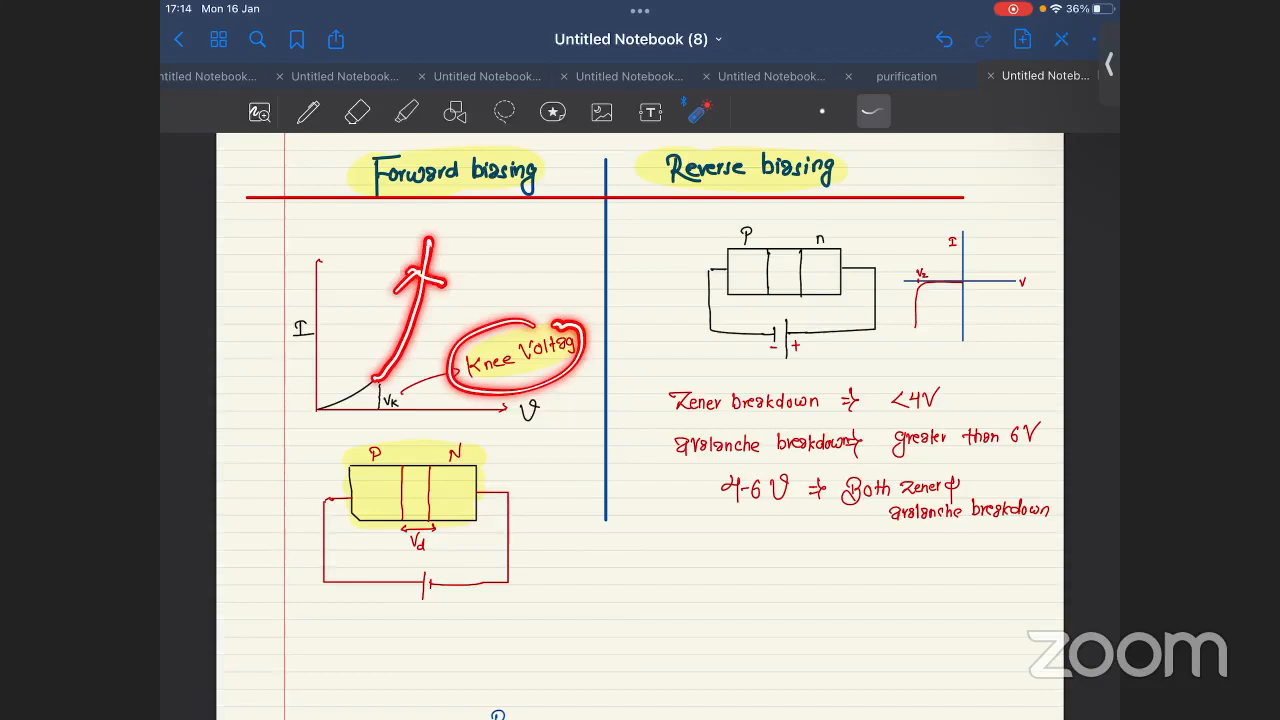 17:14 Mon 16 Jan
36%
Untitled Notebook (8)
ntitled Notebook...
Untitled Notebook...
Untitled Notebook...
Untitled Notebook...
Untitled Notebook...
purification
Untitled Noteb...
T
Forward biasing
I
Knee Voltag
VK
V
P N
Vd
Reverse biasing
P n
- +
I
VZ
V
Zener breakdown ⇒ <4V
avalanche breakdown⇒ greater than 6V
4-6 V ⇒ Both zener &
avalanche breakdown
zoom